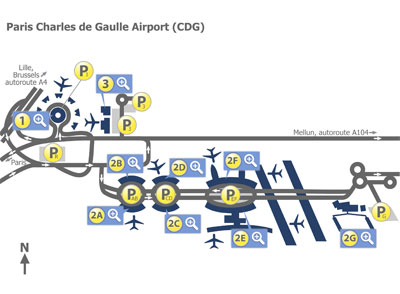 Paris Charles de Gaulle Airport (CDG)
Lille,
Brussels
autoroute A4
P
3
P
1
P
P
Mellun, autoroute A104
Paris
2B
2D
2F
P
P
P
2A
2C
2E
2G
P
N